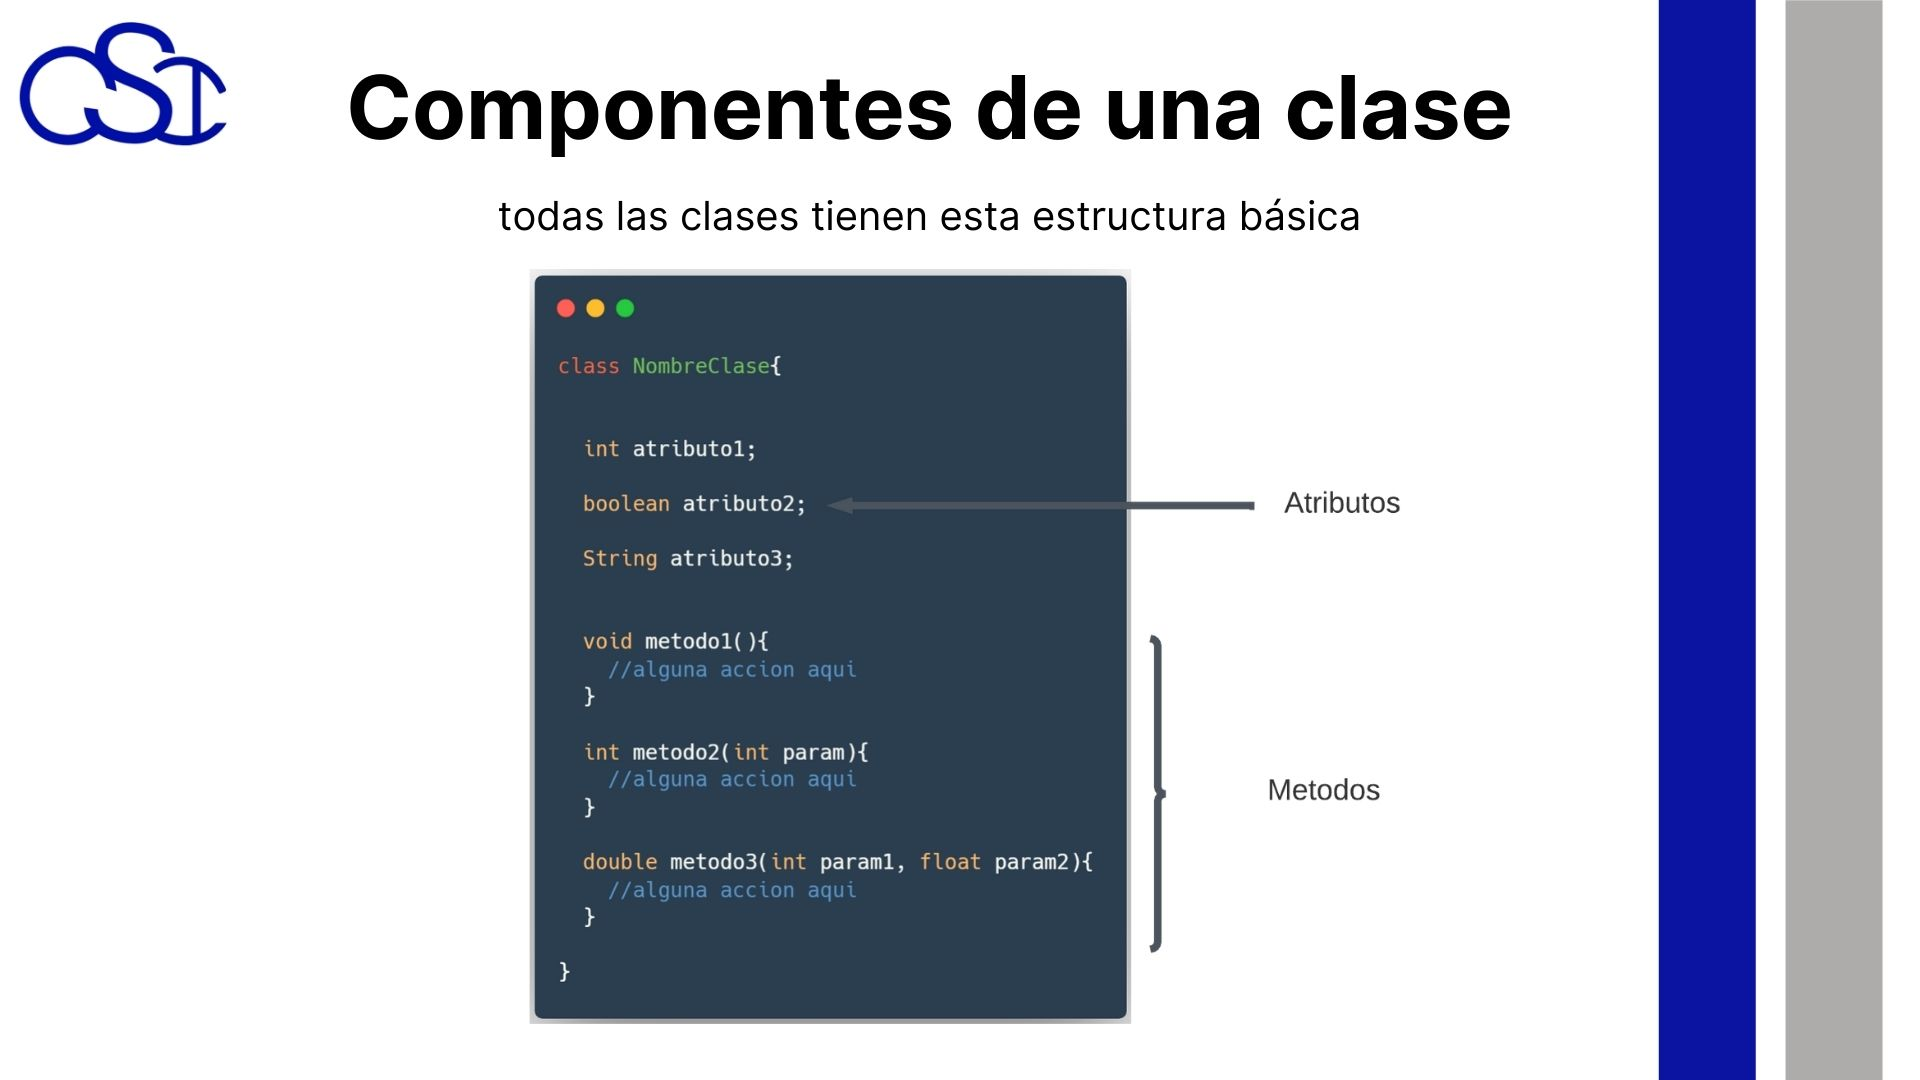 CSTC
Componentes de una clase
todas las clases tienen esta estructura básica
class NombreClase{
int atributo1;
boolean atributo2;
Atributos
String atributo3;
void metodo1(){
//alguna accion aqui
}
int metodo2(int param){
//alguna accion aqui
}
Metodos
double metodo3(int param1, float param2){
//alguna accion aqui
}
}